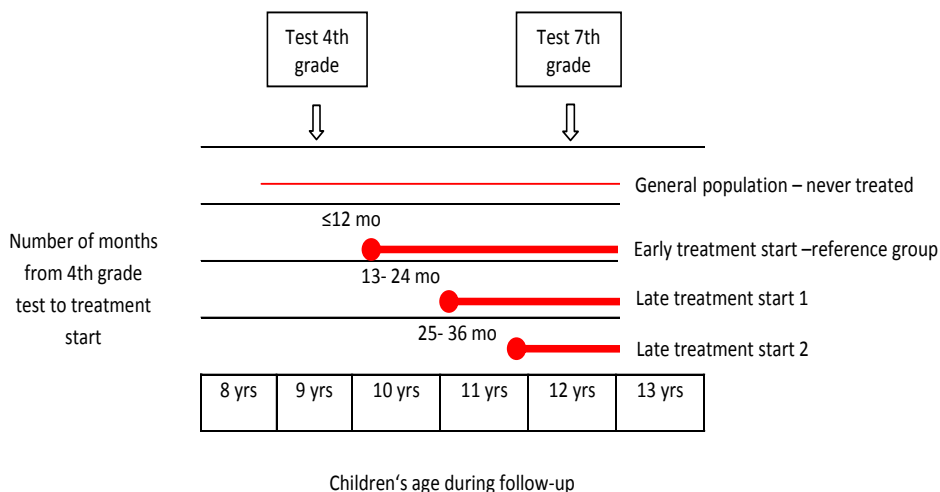 Test 4th
grade
Test 7th
grade
General population – never treated
≤12 mo
Early treatment start –reference group
13- 24 mo
Late treatment start 1
25- 36 mo
Late treatment start 2
Number of months
from 4th grade
test to treatment
start
8 yrs 9 yrs 10 yrs 11 yrs 12 yrs 13 yrs
Children‘s age during follow-up